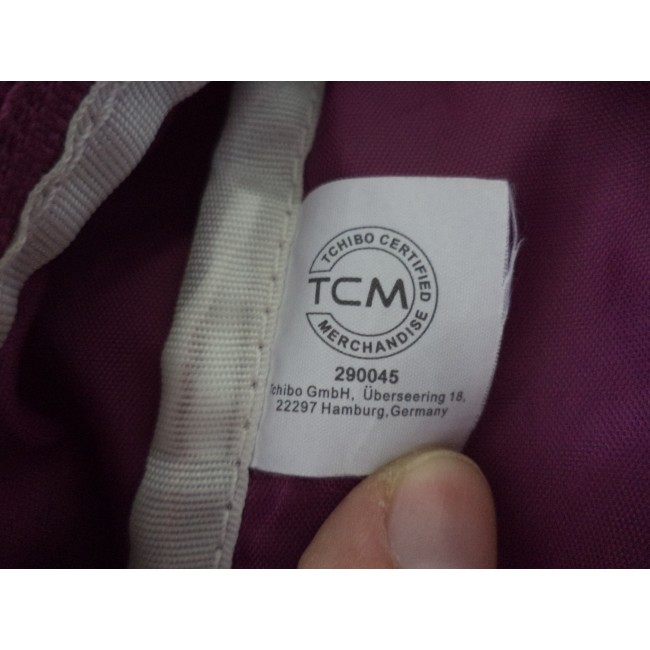 TCHIBO CERTIFIED
TCM
MERCHANDISE
290045
Tchibo GmbH, Überseering 18,
22297 Hamburg,Germany